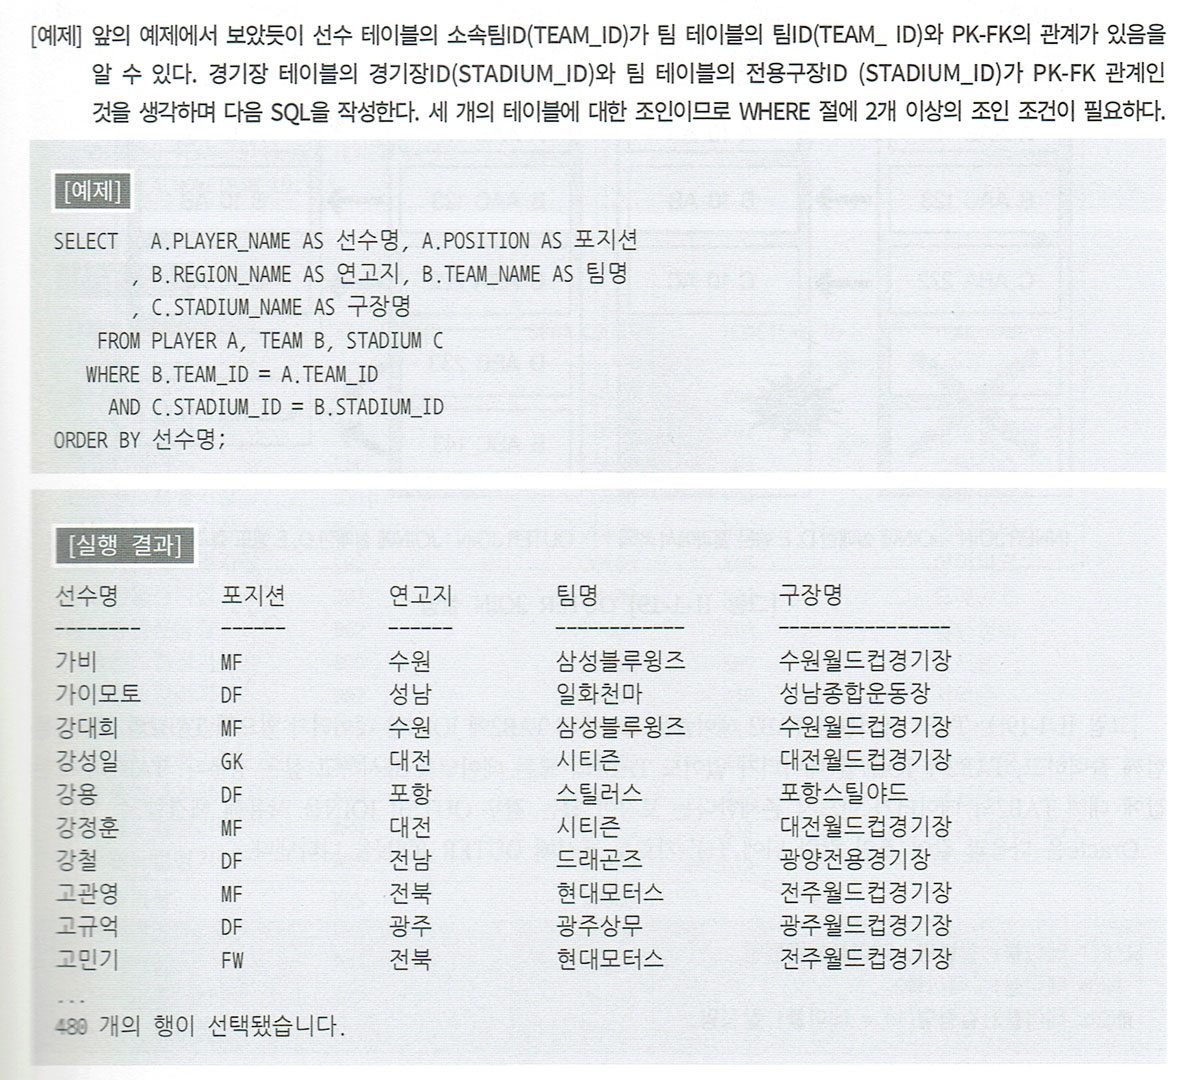 [예제] 앞의 예제에서 보았듯이 선수 테이블의 소속팀ID(TEAM_ID)가 팀 테이블의 팀ID(TEAM_ ID)와 PK-FK의 관계가 있음을
알 수 있다. 경기장 테이블의 경기장ID(STADIUM_ID)와 팀 테이블의 전용구장ID (STADIUM_ID)가 PK-FK 관계인
것을 생각하며 다음 SQL을 작성한다. 세 개의 테이블에 대한 조인이므로 WHERE 절에 2개 이상의 조인 조건이 필요하다.
[예제]
SELECT A.PLAYER_NAME AS 선수명, A.POSITION AS 포지션
, B.REGION_NAME AS 연고지, B.TEAM_NAME AS 팀명
, C.STADIUM_NAME AS 구장명
FROM PLAYER A, TEAM B, STADIUM C
WHERE B.TEAM_ID = A.TEAM_ID
AND C.STADIUM_ID = B.STADIUM_ID
ORDER BY 선수명;
[실행 결과]
선수명 포지션 연고지 팀명 구장명
-------- ------ ------ ------------ ----------------
가비 MF 수원 삼성블루윙즈 수원월드컵경기장
가이모토 DF 성남 일화천마 성남종합운동장
강대희 MF 수원 삼성블루윙즈 수원월드컵경기장
강성일 GK 대전 시티즌 대전월드컵경기장
강용 DF 포항 스틸러스 포항스틸야드
강정훈 MF 대전 시티즌 대전월드컵경기장
강철 DF 전남 드래곤즈 광양전용경기장
고관영 MF 전북 현대모터스 전주월드컵경기장
고규억 DF 광주 광주상무 광주월드컵경기장
고민기 FW 전북 현대모터스 전주월드컵경기장
...
480 개의 행이 선택됐습니다.